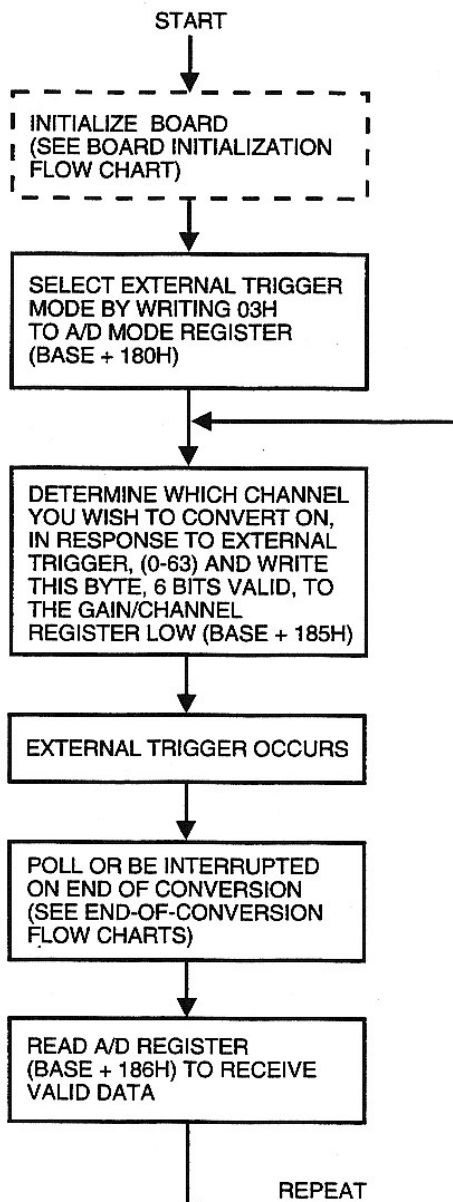 START
INITIALIZE BOARD
(SEE BOARD INITIALIZATION
FLOW CHART)
SELECT EXTERNAL TRIGGER
MODE BY WRITING 03H
TO A/D MODE REGISTER
(BASE + 180H)
DETERMINE WHICH CHANNEL
YOU WISH TO CONVERT ON,
IN RESPONSE TO EXTERNAL
TRIGGER, (0-63) AND WRITE
THIS BYTE, 6 BITS VALID, TO
THE GAIN/CHANNEL
REGISTER LOW (BASE + 185H)
EXTERNAL TRIGGER OCCURS
POLL OR BE INTERRUPTED
ON END OF CONVERSION
(SEE END-OF-CONVERSION
FLOW CHARTS)
READ A/D REGISTER
(BASE + 186H) TO RECEIVE
VALID DATA
REPEAT